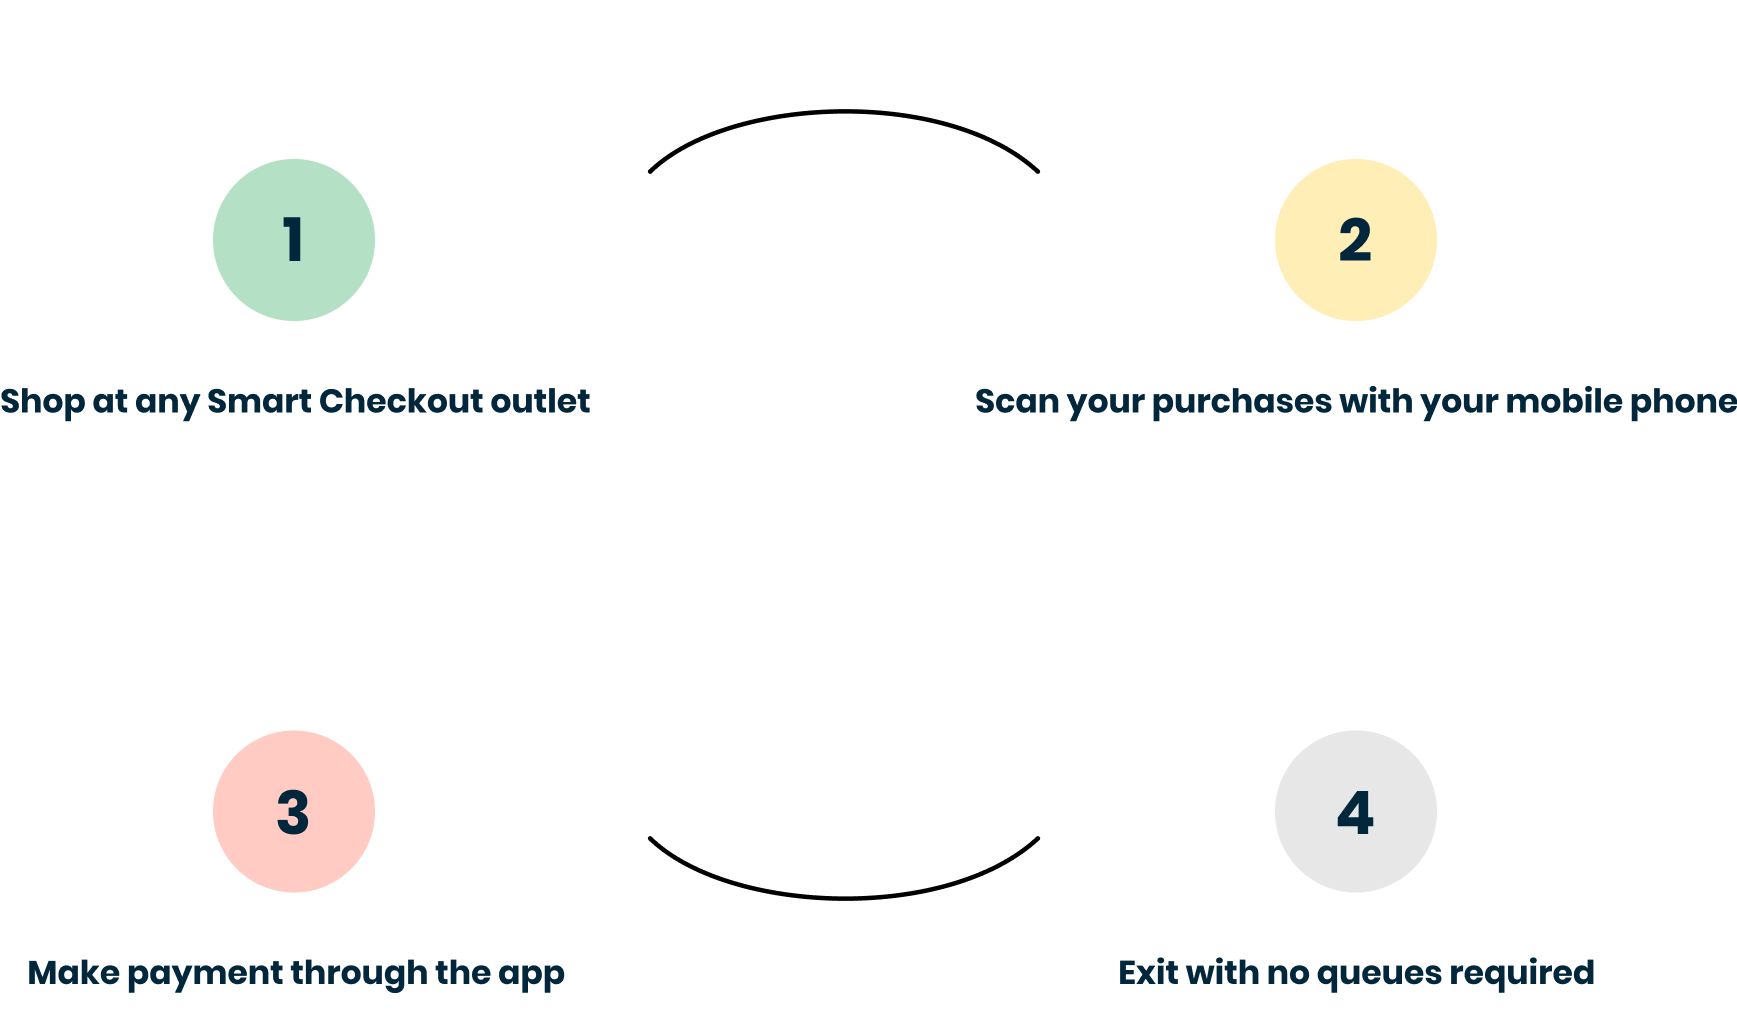 1
Shop at any Smart Checkout outlet
2
Scan your purchases with your mobile phone
3
Make payment through the app
4
Exit with no queues required